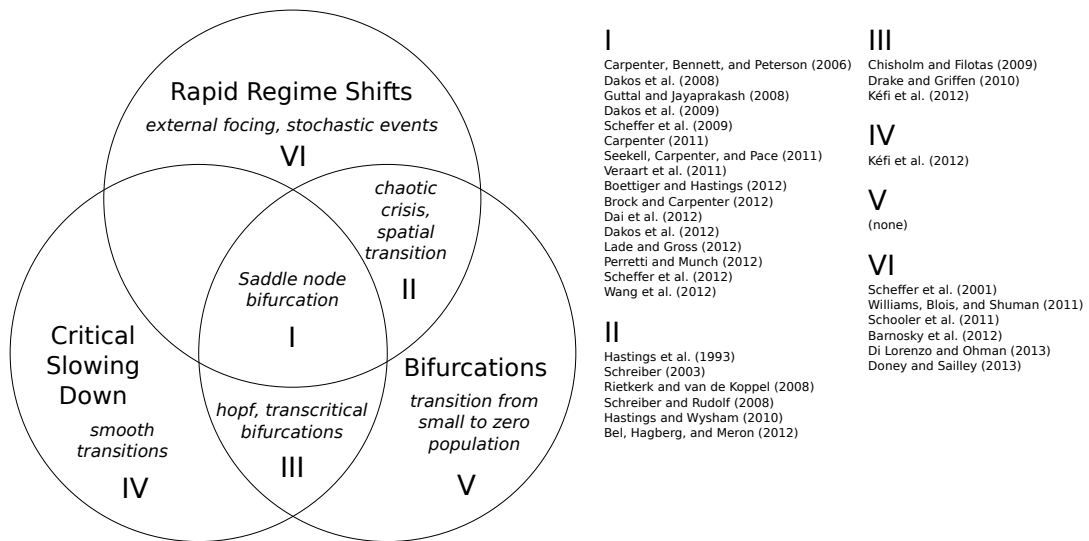 Rapid Regime Shifts
external focing, stochastic events
VI
chaotic
crisis,
spatial
transition
II
Saddle node
bifurcation
I
Critical
Slowing
Down
smooth
transitions
IV
hopf, transcritical
bifurcations
III
Bifurcations
transition from
small to zero
population
V
I
Carpenter, Bennett, and Peterson (2006)
Dakos et al. (2008)
Guttal and Jayaprakash (2008)
Dakos et al. (2009)
Scheffer et al. (2009)
Carpenter (2011)
Seekell, Carpenter, and Pace (2011)
Veraart et al. (2011)
Boettiger and Hastings (2012)
Brock and Carpenter (2012)
Dai et al. (2012)
Dakos et al. (2012)
Lade and Gross (2012)
Perretti and Munch (2012)
Scheffer et al. (2012)
Wang et al. (2012)
II
Hastings et al. (1993)
Schreiber (2003)
Rietkerk and van de Koppel (2008)
Schreiber and Rudolf (2008)
Hastings and Wysham (2010)
Bel, Hagberg, and Meron (2012)
III
Chisholm and Filotas (2009)
Drake and Griffen (2010)
Kéfi et al. (2012)
IV
Kéfi et al. (2012)
V
(none)
VI
Scheffer et al. (2001)
Williams, Blois, and Shuman (2011)
Schooler et al. (2011)
Barnosky et al. (2012)
Di Lorenzo and Ohman (2013)
Doney and Sailley (2013)